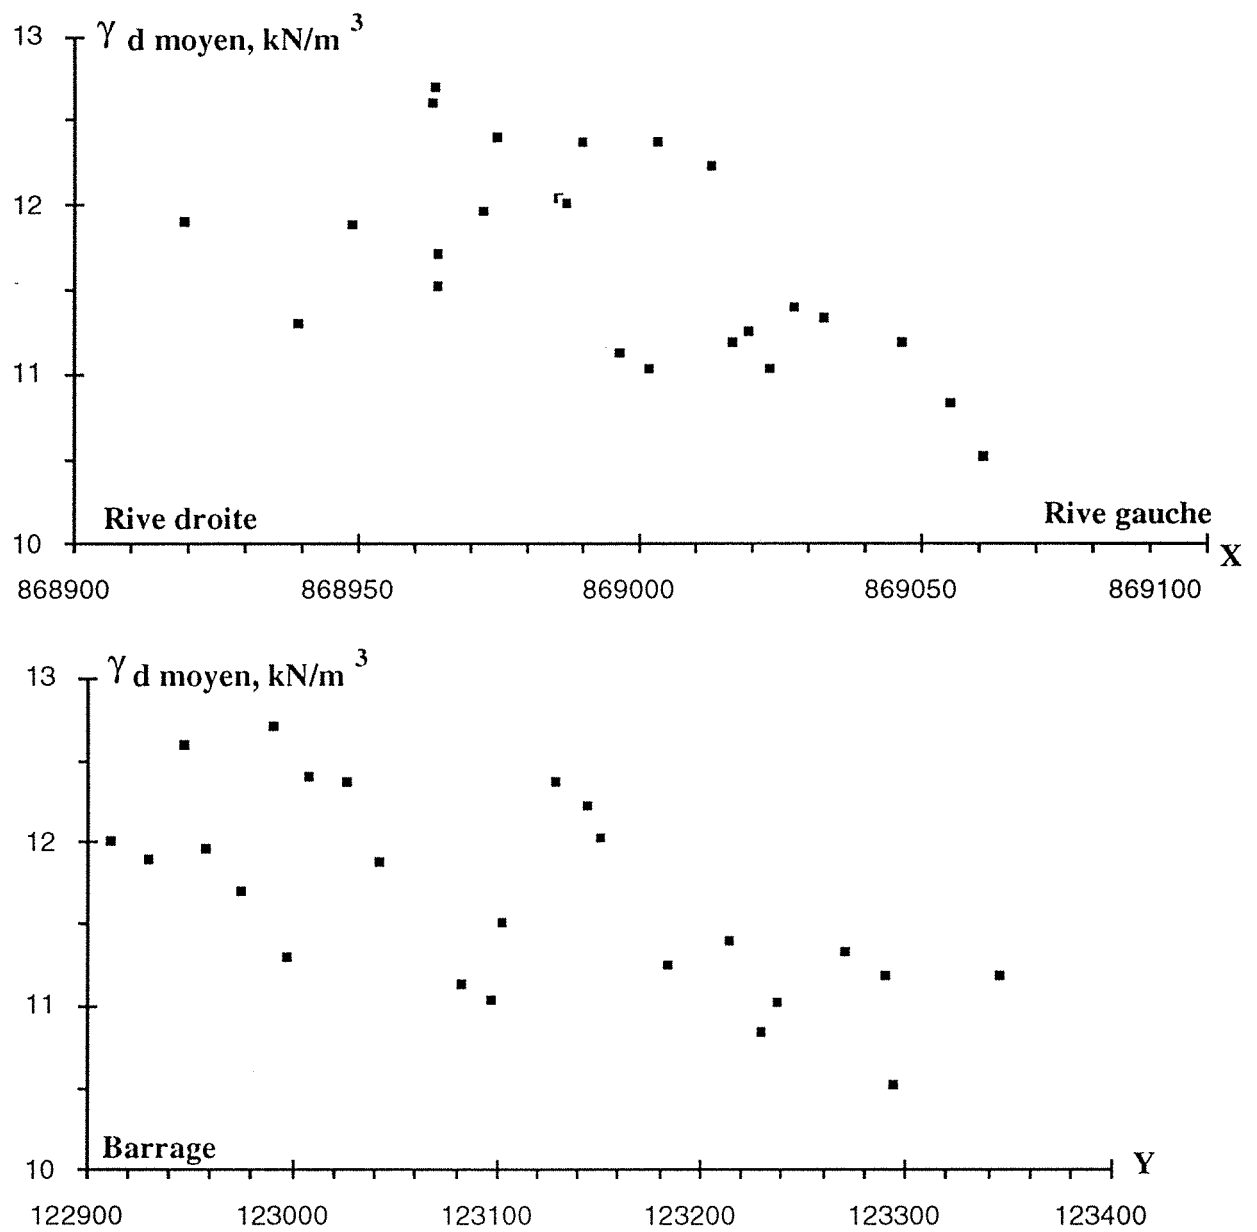 γ d moyen, kN/m 3
13
12
11
10
Rive droite
Rive gauche
X
868900 868950 869000 869050 869100
γ d moyen, kN/m 3
13
12
11
10
Barrage
Y
122900 123000 123100 123200 123300 123400